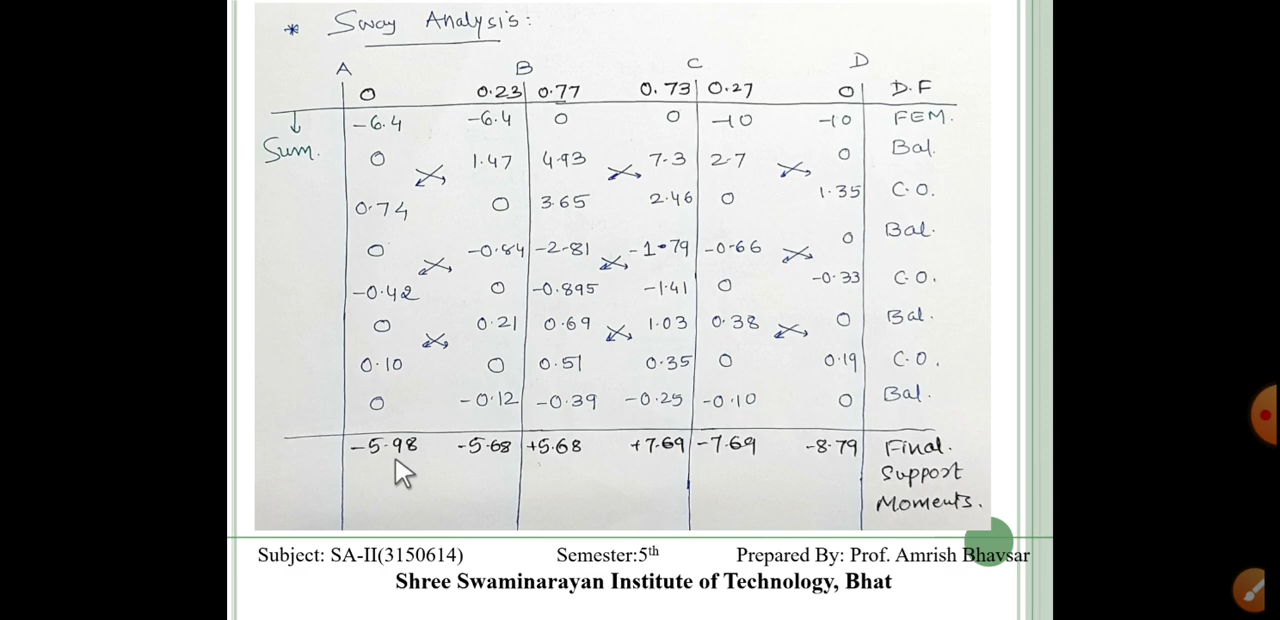 * Sway Analysis:
A B C D
0 0.23 0.77 0.73 0.27 0 D.F
-6.4 -6.4 0 0 -10 -10 FEM.
Sum. 0 1.47 4.93 7.3 2.7 0 Bal.
0.74 0 3.65 2.46 0 1.35 C.O.
0 -0.84 -2.81 -1.79 -0.66 0 Bal.
-0.42 0 -0.895 -1.41 0 -0.33 C.O.
0 0.21 0.69 1.03 0.38 0 Bal.
0.10 0 0.51 0.35 0 0.19 C.O.
0 -0.12 -0.39 -0.25 -0.10 0 Bal.
-5.98 -5.68 +5.68 +7.69 -7.69 -8.79 Final.
Support
Moments.
Subject: SA-II(3150614) Semester:5th Prepared By: Prof. Amrish Bhavsar
Shree Swaminarayan Institute of Technology, Bhat